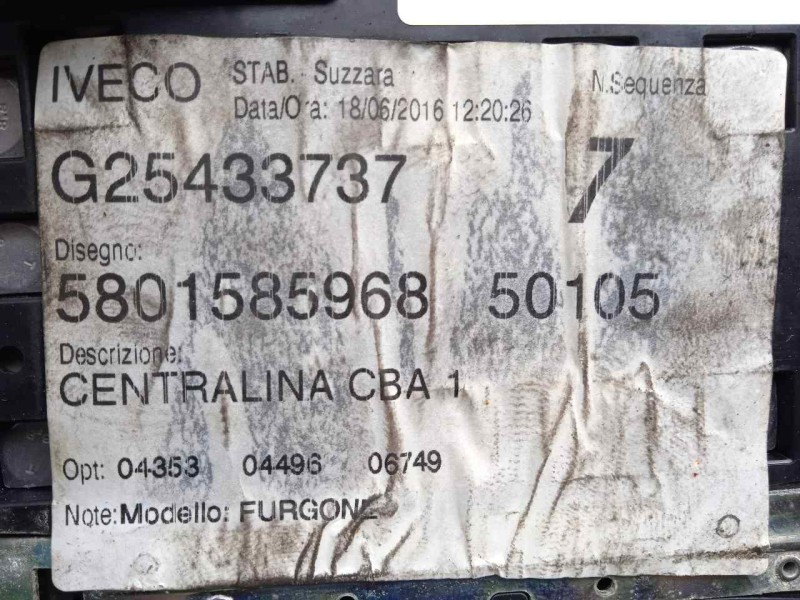 IVECO STAB. - Suzzara N.Sequenza
Data/Ora: 18/06/2016 12:20:26
G25433737 7
Disegno:
5801585968 50105
Descrizione:
CENTRALINA CBA 1
Opt: 04353 04496 06749
Note: Modello: FURGONE